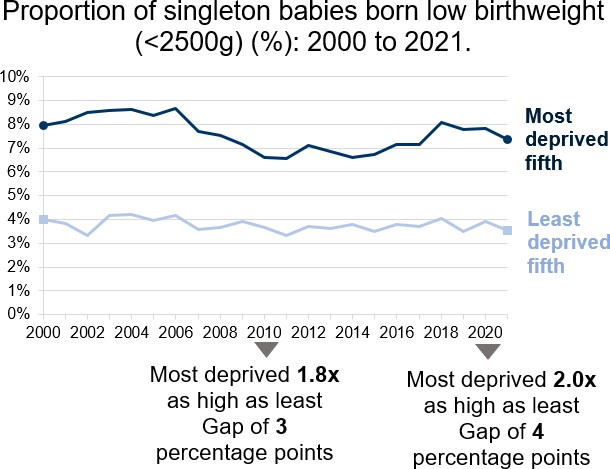 Proportion of singleton babies born low birthweight
(<2500g) (%): 2000 to 2021.
10%
9%
8%
7%
6%
5%
4%
3%
2%
1%
0%
Most
deprived
fifth
Least
deprived
fifth
2000 2002 2004 2006 2008 2010 2012 2014 2016 2018 2020
Most deprived 1.8x
as high as least
Gap of 3
percentage points
Most deprived 2.0x
as high as least
Gap of 4
percentage points